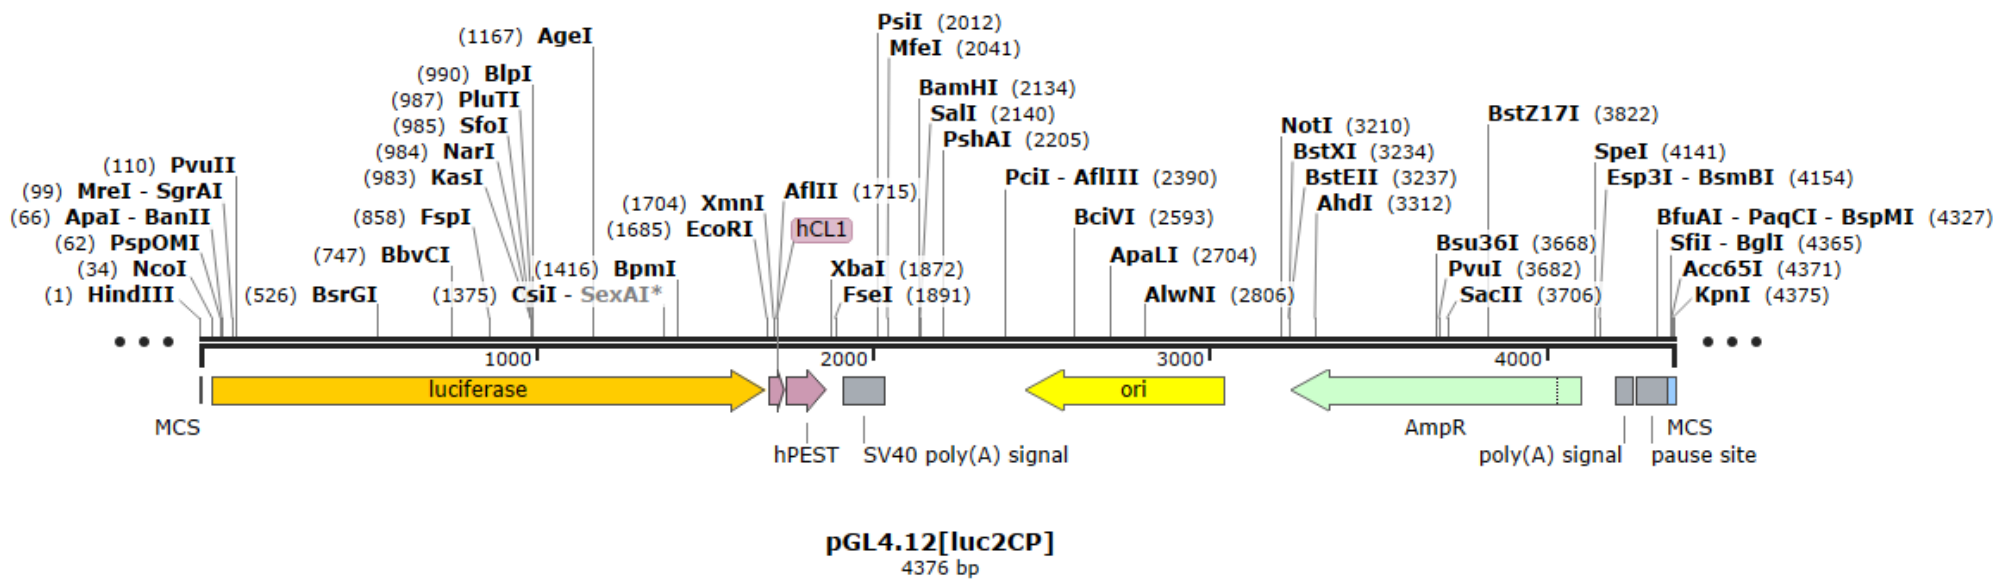 PsiI (2012)
(1167) AgeI
MfeI (2041)
(990) BlpI
BamHI (2134)
(987) PluTI
SalI (2140)
BstZ17I (3822)
(985) SfoI
PshAI (2205)
NotI (3210)
(984) NarI
BstXI (3234)
SpeI (4141)
(110) PvuII
(983) KasI
PciI - AflIII (2390)
BstEII (3237)
Esp3I - BsmBI (4154)
(99) MreI - SgrAI
(1704) XmnI
AflII (1715)
AhdI (3312)
(66) ApaI - BanII
(858) FspI
(1685) EcoRI
hCL1
BciVI (2593)
BfuAI - PaqCI - BspMI (4327)
(62) PspOMI
(747) BbvCI
ApaLI (2704)
Bsu36I (3668)
SfiI - BglI (4365)
(34) NcoI
(1416) BpmI
XbaI (1872)
PvuI (3682)
Acc65I (4371)
(1) HindIII
(526) BsrGI
(1375) CsiI - SexAI*
FseI (1891)
AlwNI (2806)
SacII (3706)
KpnI (4375)
1000
2000
3000
4000
luciferase
ori
MCS
AmpR
MCS
hPEST
SV40 poly(A) signal
poly(A) signal
pause site
pGL4.12[luc2CP]
4376 bp